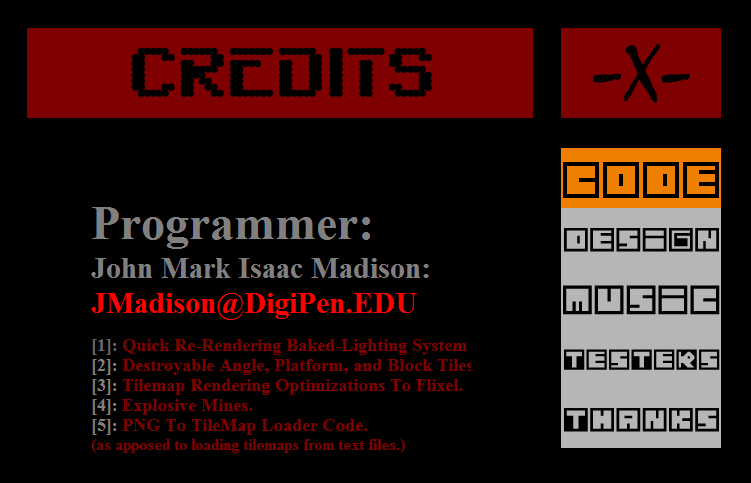 CREDITS
-X-
CODE
DESIGN
MUSIC
TESTERS
THANKS
Programmer:
John Mark Isaac Madison:
JMadison@DigiPen.EDU
[1]: Quick Re-Rendering Baked-Lighting System
[2]: Destroyable Angle, Platform, and Block Tiles
[3]: Tilemap Rendering Optimizations To Flixel.
[4]: Explosive Mines.
[5]: PNG To TileMap Loader Code.
(as apposed to loading tilemaps from text files.)